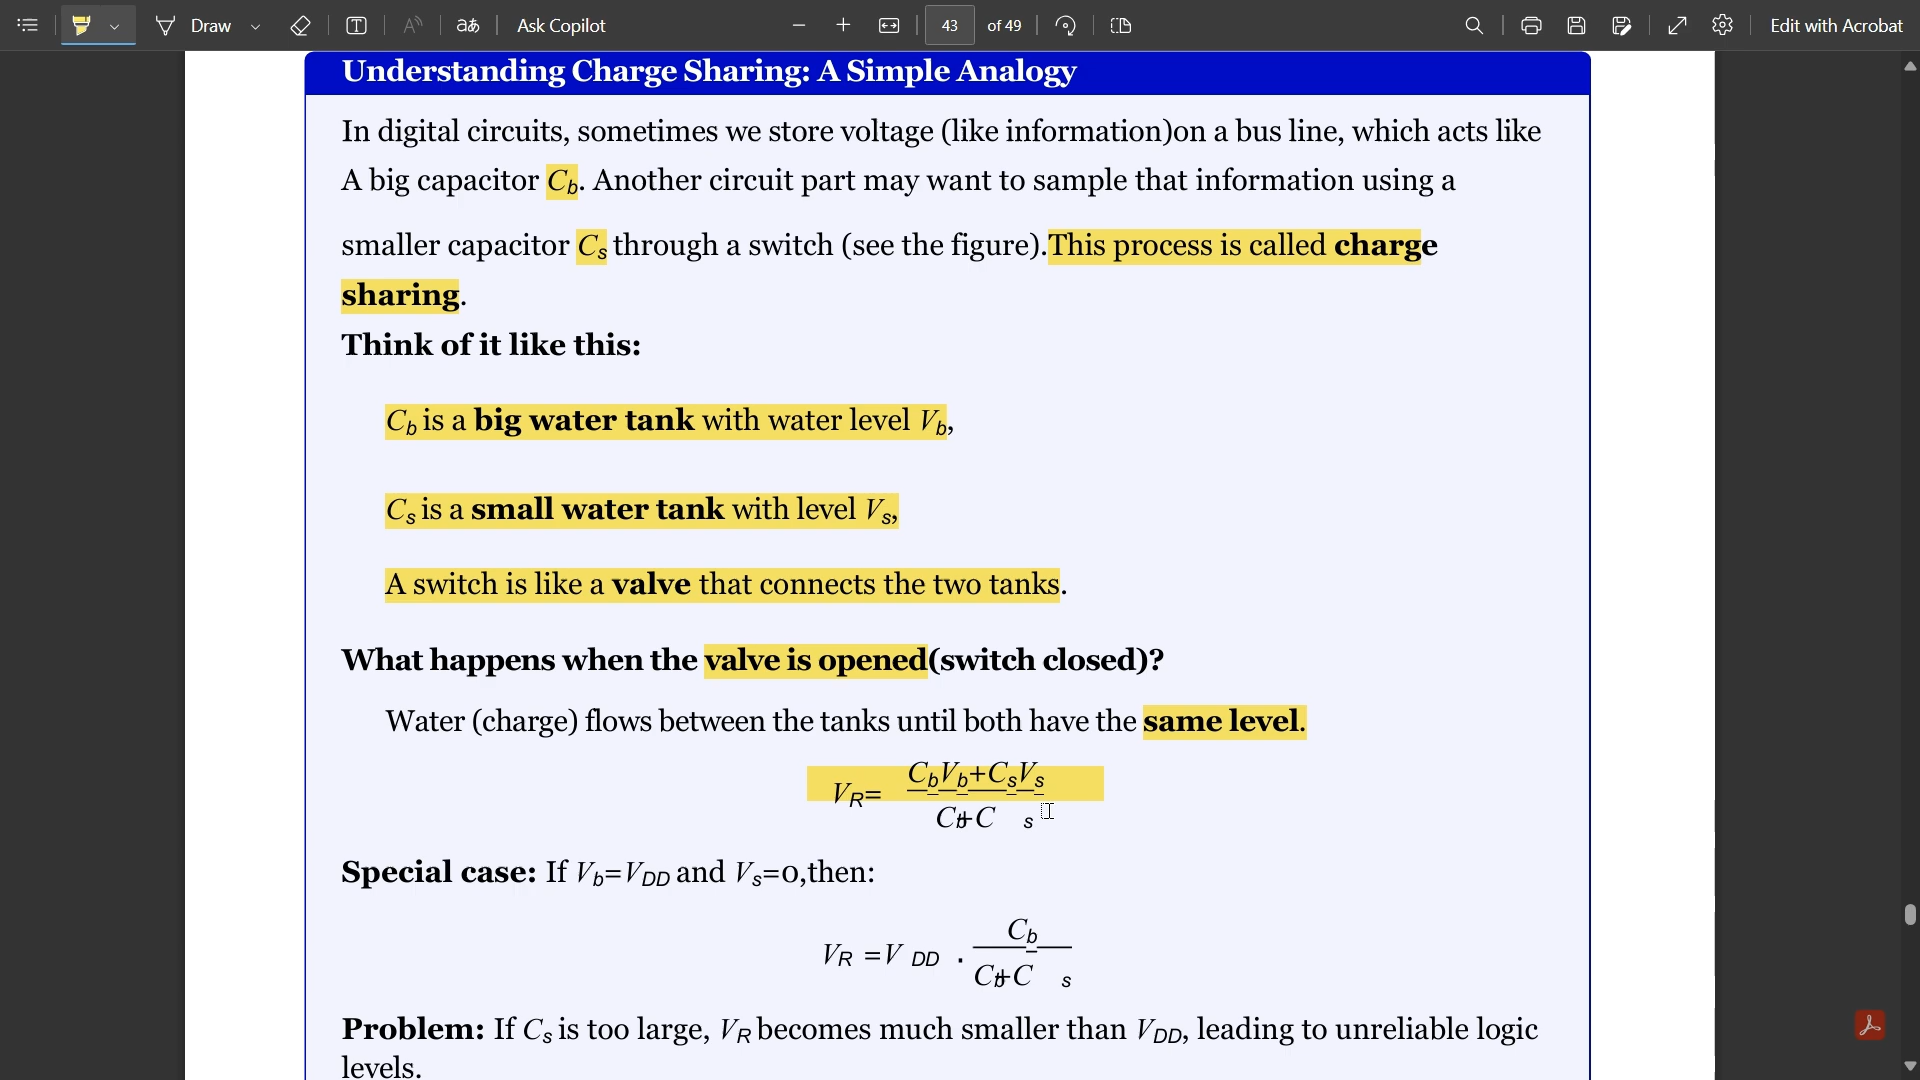 Draw
aあ
Ask Copilot
43 of 49
Edit with Acrobat
Understanding Charge Sharing: A Simple Analogy
In digital circuits, sometimes we store voltage (like information)on a bus line, which acts like
A big capacitor Cb. Another circuit part may want to sample that information using a
smaller capacitor Cs through a switch (see the figure).This process is called charge
sharing.
Think of it like this:
Cb is a big water tank with water level Vb,
Cs is a small water tank with level Vs,
A switch is like a valve that connects the two tanks.
What happens when the valve is opened(switch closed)?
Water (charge) flows between the tanks until both have the same level.
CbVb+CsVs
VR=
Cb+C s
Special case: If Vb=VDD and Vs=0,then:
Cb
VR =V DD .
Cb+C s
Problem: If Cs is too large, VR becomes much smaller than VDD, leading to unreliable logic
levels.